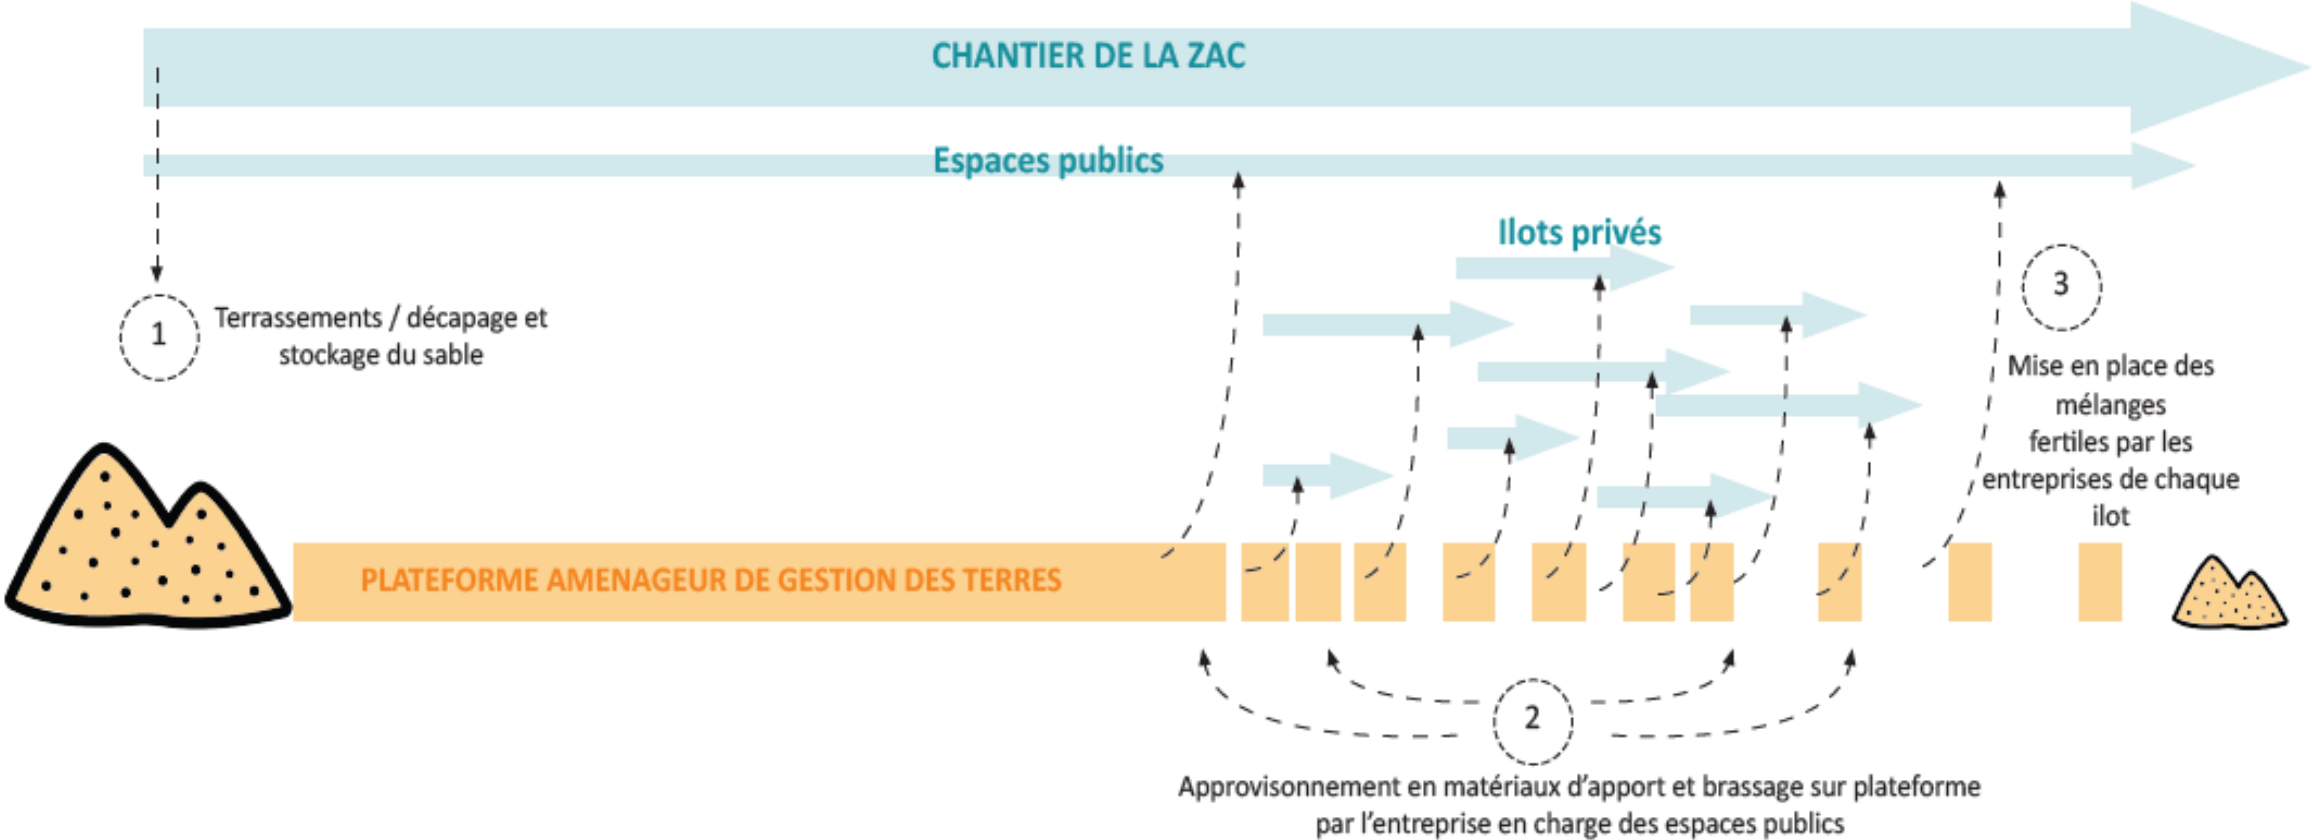 CHANTIER DE LA ZAC
Espaces publics
Ilots privés
1
Terrassements / décapage et
stockage du sable
3
Mise en place des
mélanges
fertiles par les
entreprises de chaque
ilot
PLATEFORME AMENAGEUR DE GESTION DES TERRES
2
Approvisonnement en matériaux d'apport et brassage sur plateforme
par l'entreprise en charge des espaces publics